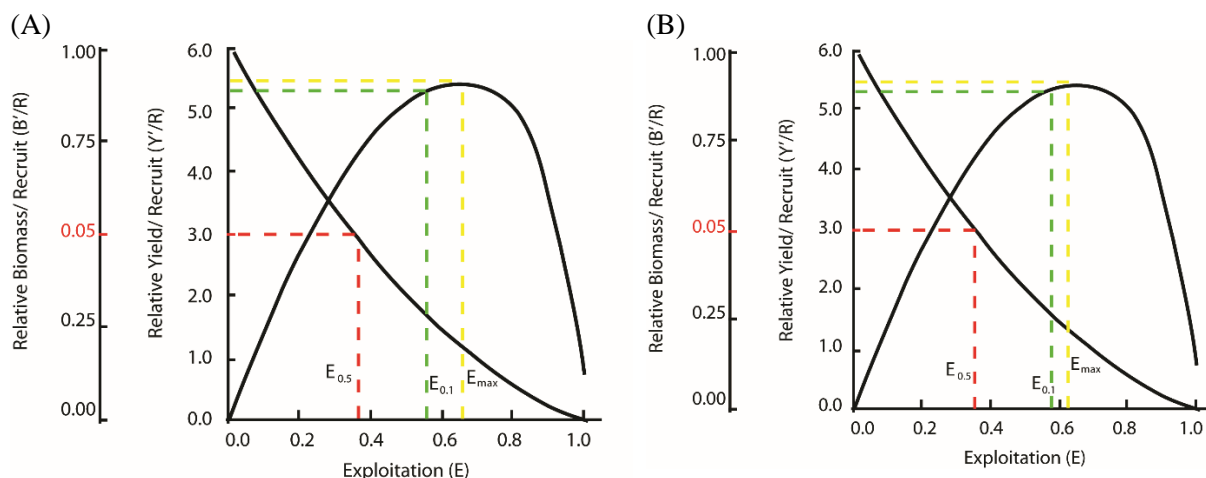 (A)
Relative Biomass/ Recruit (B'/R)
1.00
0.75
0.05
0.25
0.00
Relative Yield/ Recruit (Y'/R)
6.0
5.0
4.0
3.0
2.0
1.0
0.0
E0.5
E0.1
Emax
0.0 0.2 0.4 0.6 0.8 1.0
Exploitation (E)
(B)
Relative Biomass/ Recruit (B'/R)
1.00
0.75
0.05
0.25
0.00
Relative Yield/ Recruit (Y'/R)
6.0
5.0
4.0
3.0
2.0
1.0
0.0
E0.5
E0.1
Emax
0.0 0.2 0.4 0.6 0.8 1.0
Exploitation (E)